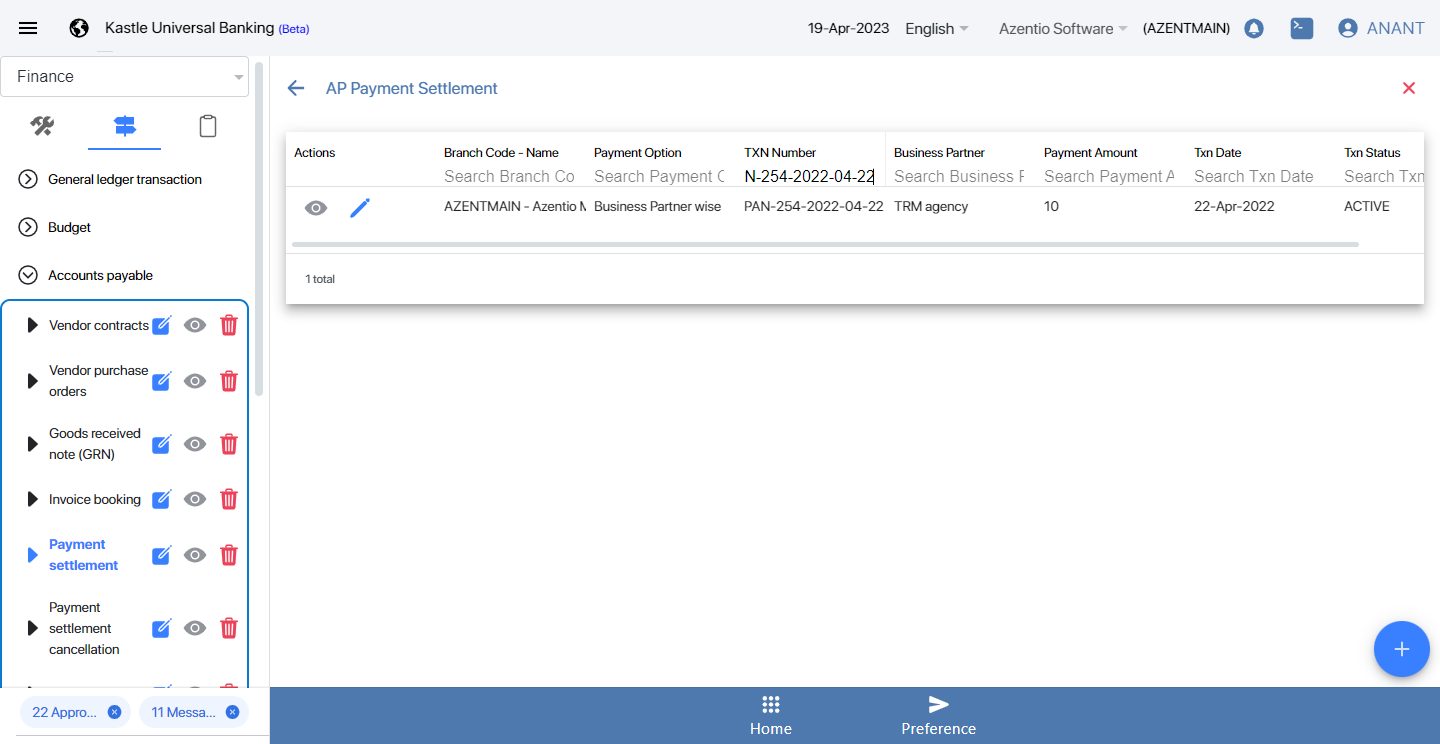 Kastle Universal Banking (Beta)
19-Apr-2023
English
Azentio Software
(AZENTMAIN)
ANANT
Finance
General ledger transaction
Budget
Accounts payable
Vendor contracts
Vendor purchase
orders
Goods received
note (GRN)
Invoice booking
Payment
settlement
Payment
settlement
cancellation
22 Appro...
11 Messa...
AP Payment Settlement
Actions
Branch Code - Name
Payment Option
TXN Number
Business Partner
Payment Amount
Txn Date
Txn Status
Search Branch Co
Search Payment C
N-254-2022-04-22
Search Business F
Search Payment A
Search Txn Date
Search Txn
AZENTMAIN - Azentio M
Business Partner wise
PAN-254-2022-04-22
TRM agency
10
22-Apr-2022
ACTIVE
1 total
Home
Preference